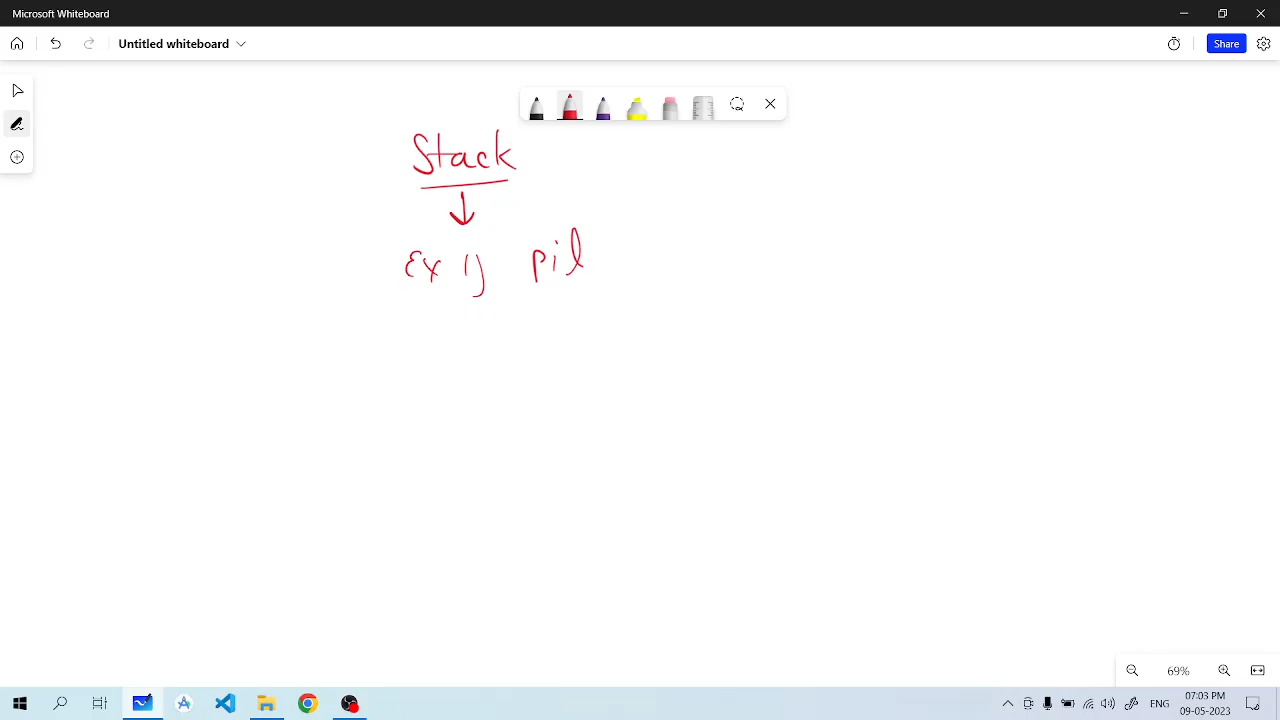 Microsoft Whiteboard
Untitled whiteboard
Share
Stack
Ex 1) pil
69%
07:03 PM
ENG
09-05-2023